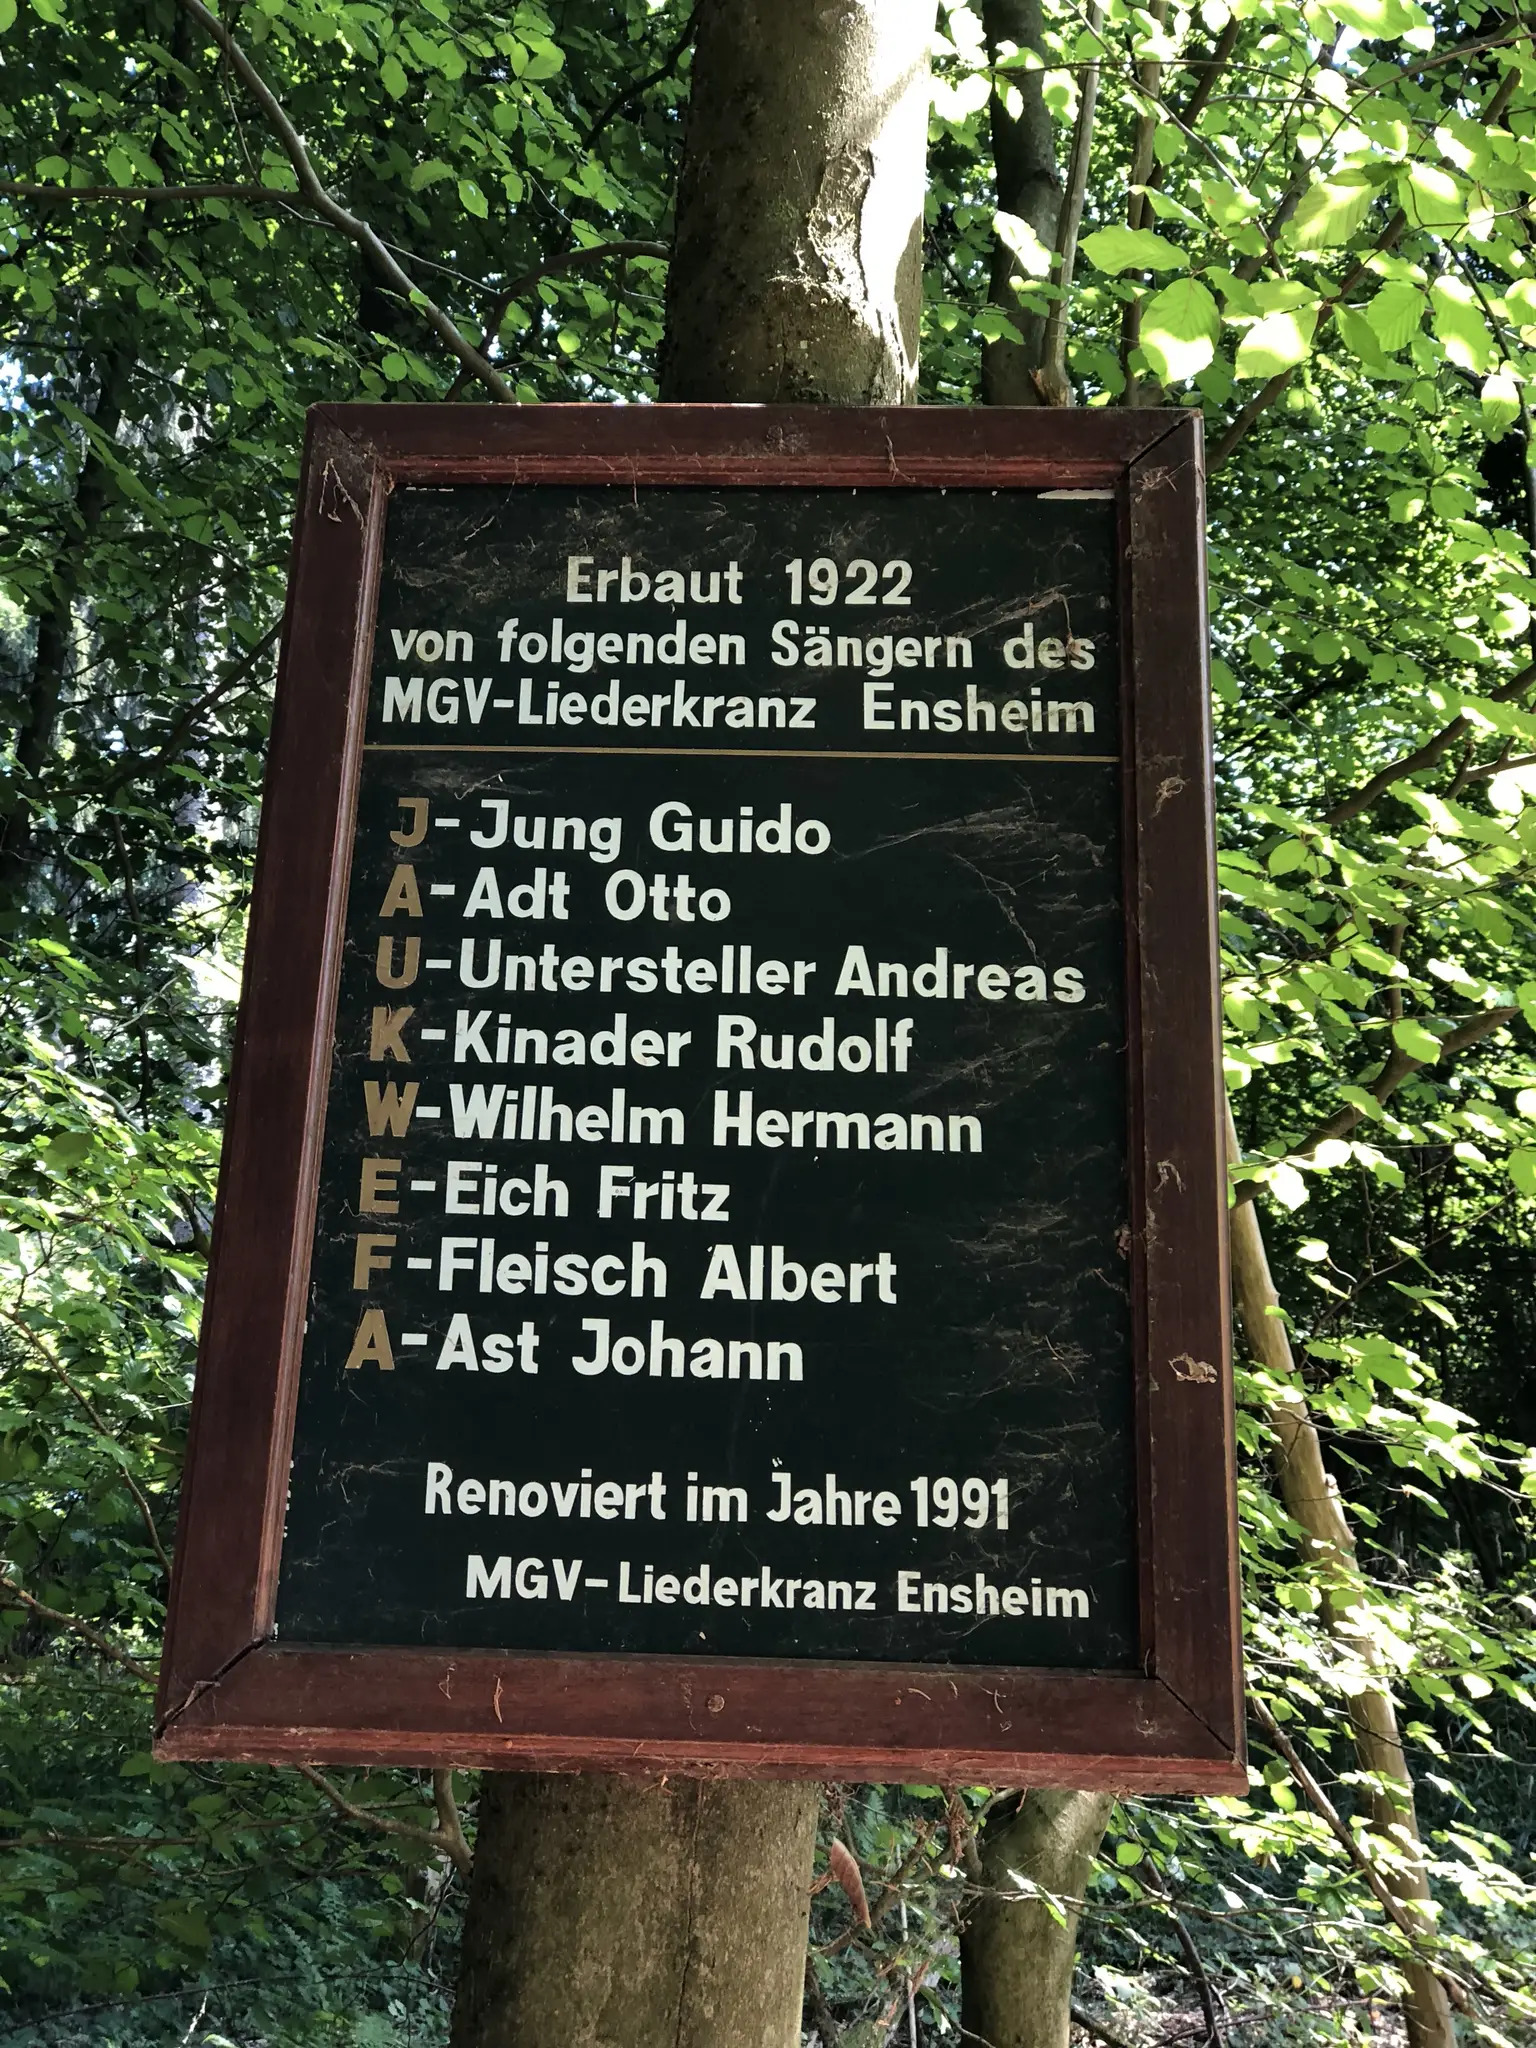 Erbaut 1922
von folgenden Sängern des
MGV-Liederkranz Ensheim
J-Jung Guido
A-Adt Otto
U-Untersteller Andreas
K-Kinader Rudolf
W-Wilhelm Hermann
E-Eich Fritz
F-Fleisch Albert
A-Ast Johann
Renoviert im Jahre 1991
MGV-Liederkranz Ensheim